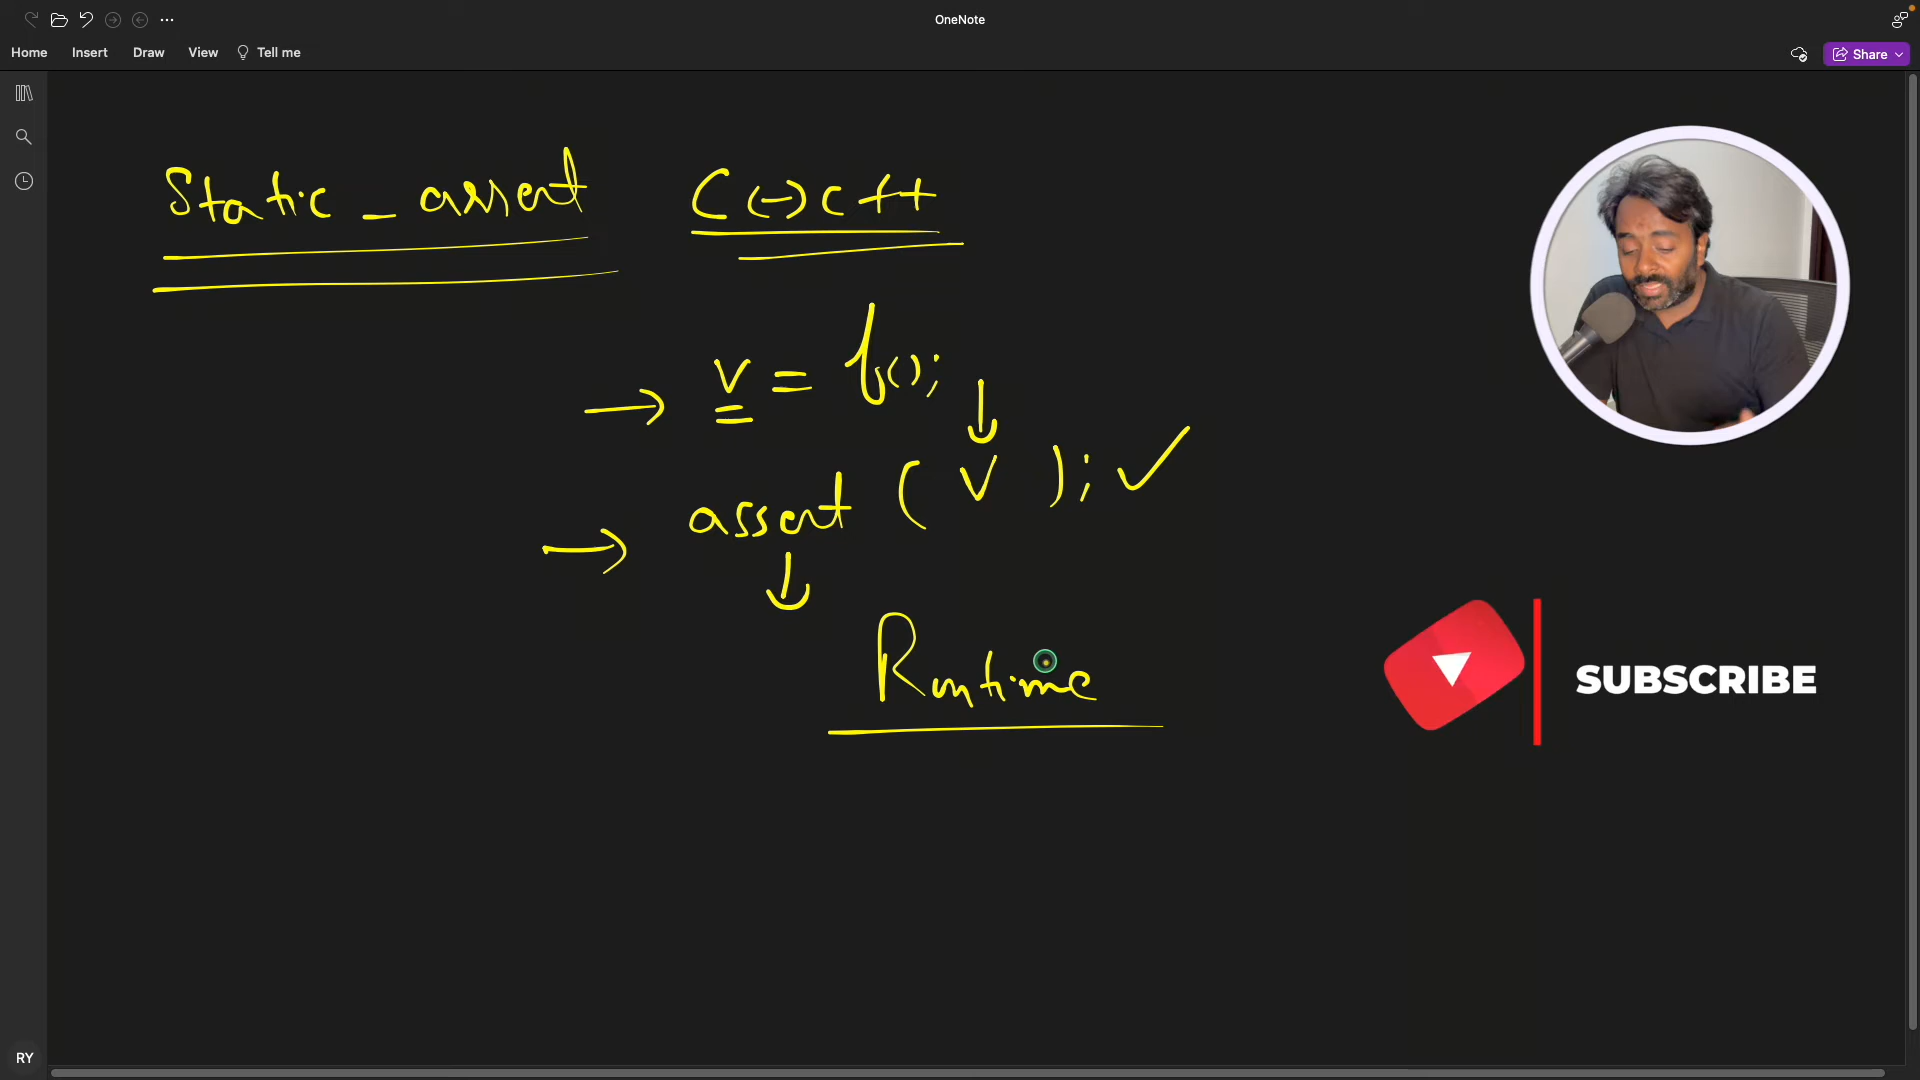 OneNote
Home Insert Draw View Tell me
Share
Static_assert C(->c++
V = f();
assert ( V );
Runtime
SUBSCRIBE
RY